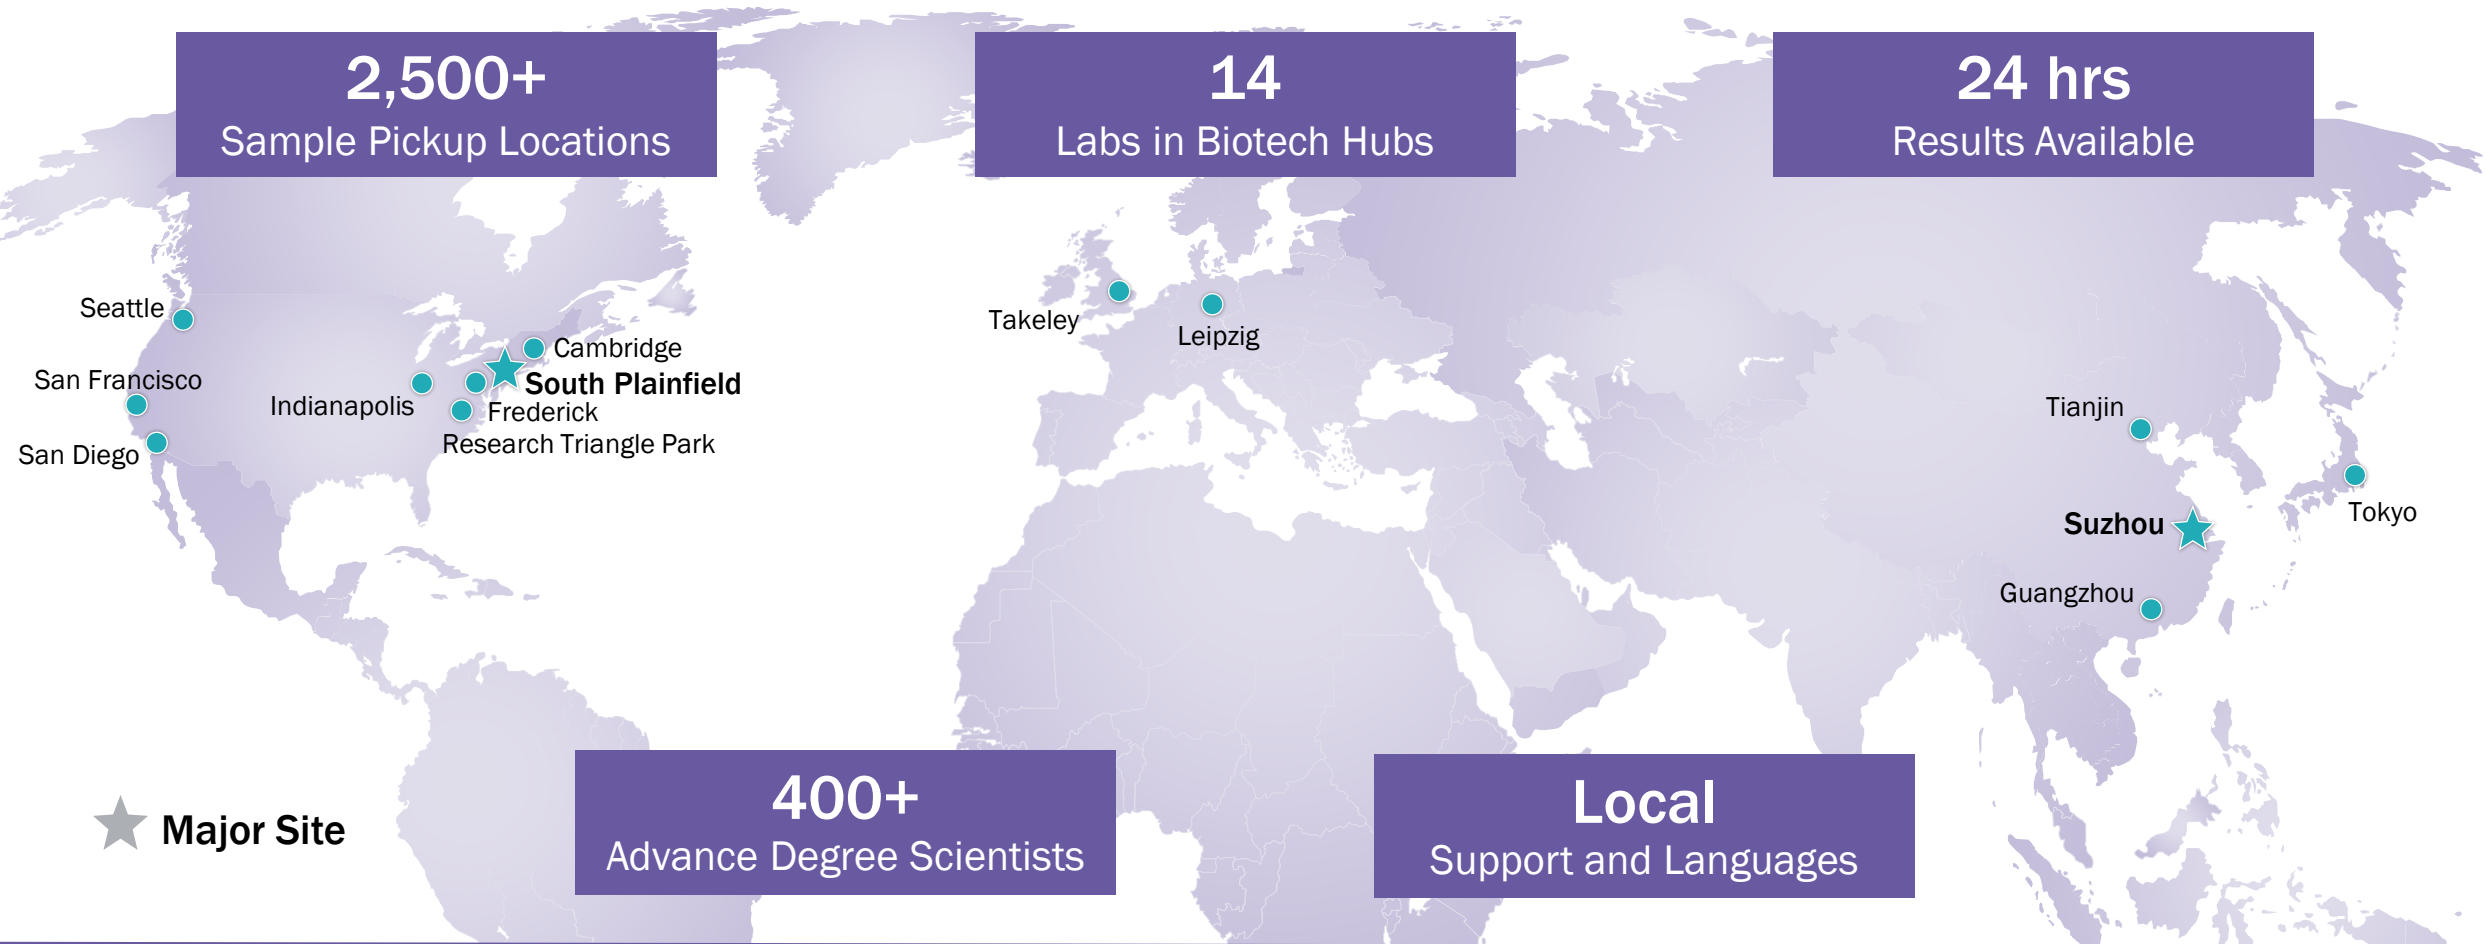 2,500+
Sample Pickup Locations
14
Labs in Biotech Hubs
24 hrs
Results Available
Seattle
San Francisco
San Diego
Indianapolis
Cambridge
South Plainfield
Frederick
Research Triangle Park
Takeley
Leipzig
Tianjin
Tokyo
Suzhou
Guangzhou
Major Site
400+
Advance Degree Scientists
Local
Support and Languages